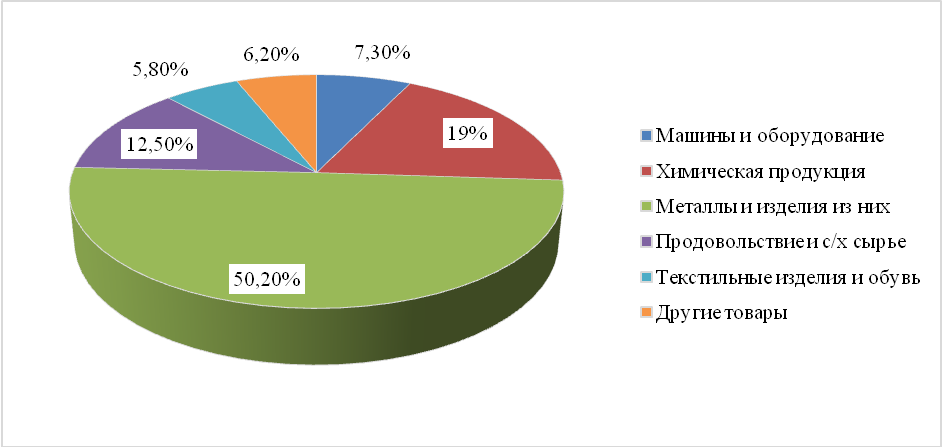 6,20%
7,30%
5,80%
19%
12,50%
50,20%
Машины и оборудование
Химическая продукция
Металлы и изделия из них
Продовольствие и с/х сырье
Текстильные изделия и обувь
Другие товары